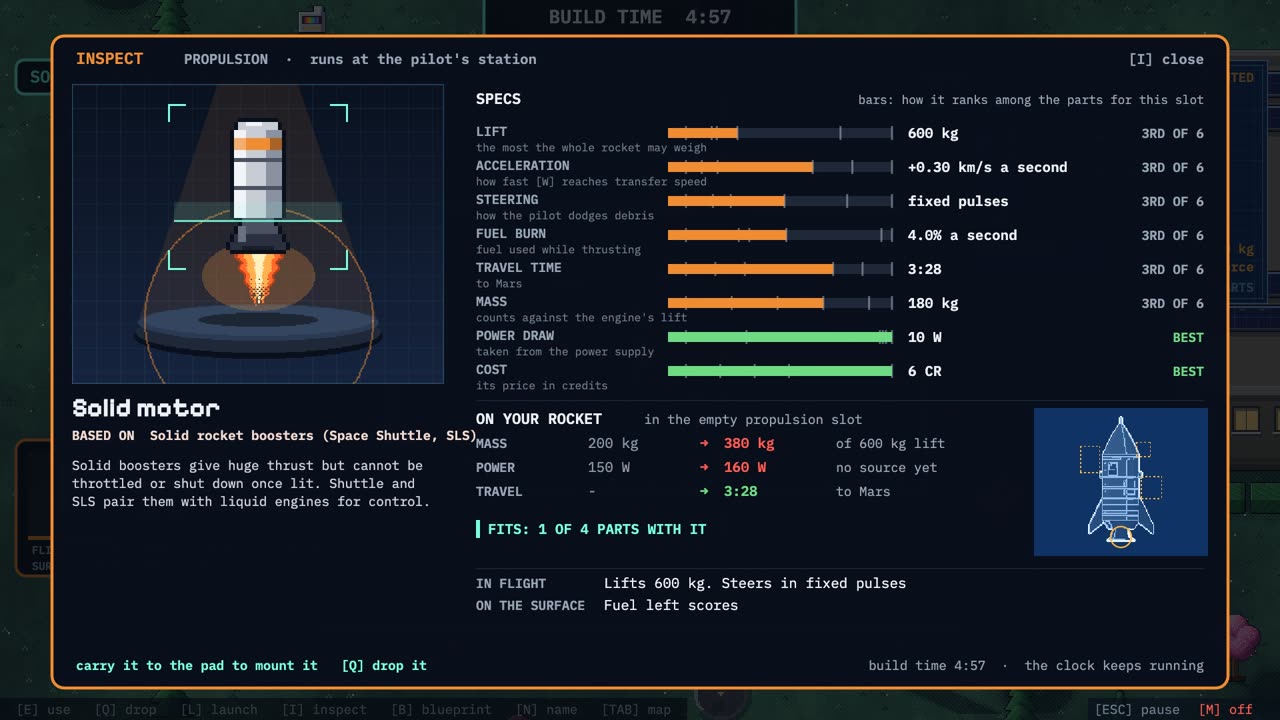 BUILD TIME 4:57
SO
TED
INSPECT PROPULSION · runs at the pilot's station [I] close
SPECS bars: how it ranks among the parts for this slot
LIFT 600 kg 3RD OF 6
the most the whole rocket may weigh
ACCELERATION +0.30 km/s a second 3RD OF 6
how fast [W] reaches transfer speed
STEERING fixed pulses 3RD OF 6
how the pilot dodges debris
FUEL BURN 4.0% a second 3RD OF 6
fuel used while thrusting
TRAVEL TIME 3:28 3RD OF 6
to Mars
MASS 180 kg 3RD OF 6
counts against the engine's lift
POWER DRAW 10 W BEST
taken from the power supply
COST 6 CR BEST
its price in credits
kg
rce
RTS
Solid motor
BASED ON Solid rocket boosters (Space Shuttle, SLS)
Solid boosters give huge thrust but cannot be
throttled or shut down once lit. Shuttle and
SLS pair them with liquid engines for control.
ON YOUR ROCKET in the empty propulsion slot
MASS 200 kg → 380 kg of 600 kg lift
POWER 150 W → 160 W no source yet
TRAVEL - → 3:28 to Mars
FITS: 1 OF 4 PARTS WITH IT
IN FLIGHT Lifts 600 kg. Steers in fixed pulses
ON THE SURFACE Fuel left scores
FLI
SUR
carry it to the pad to mount it [Q] drop it
build time 4:57 · the clock keeps running
[E] use [Q] drop [L] launch [I] inspect [B] blueprint [N] name [TAB] map [ESC] pause [M] off